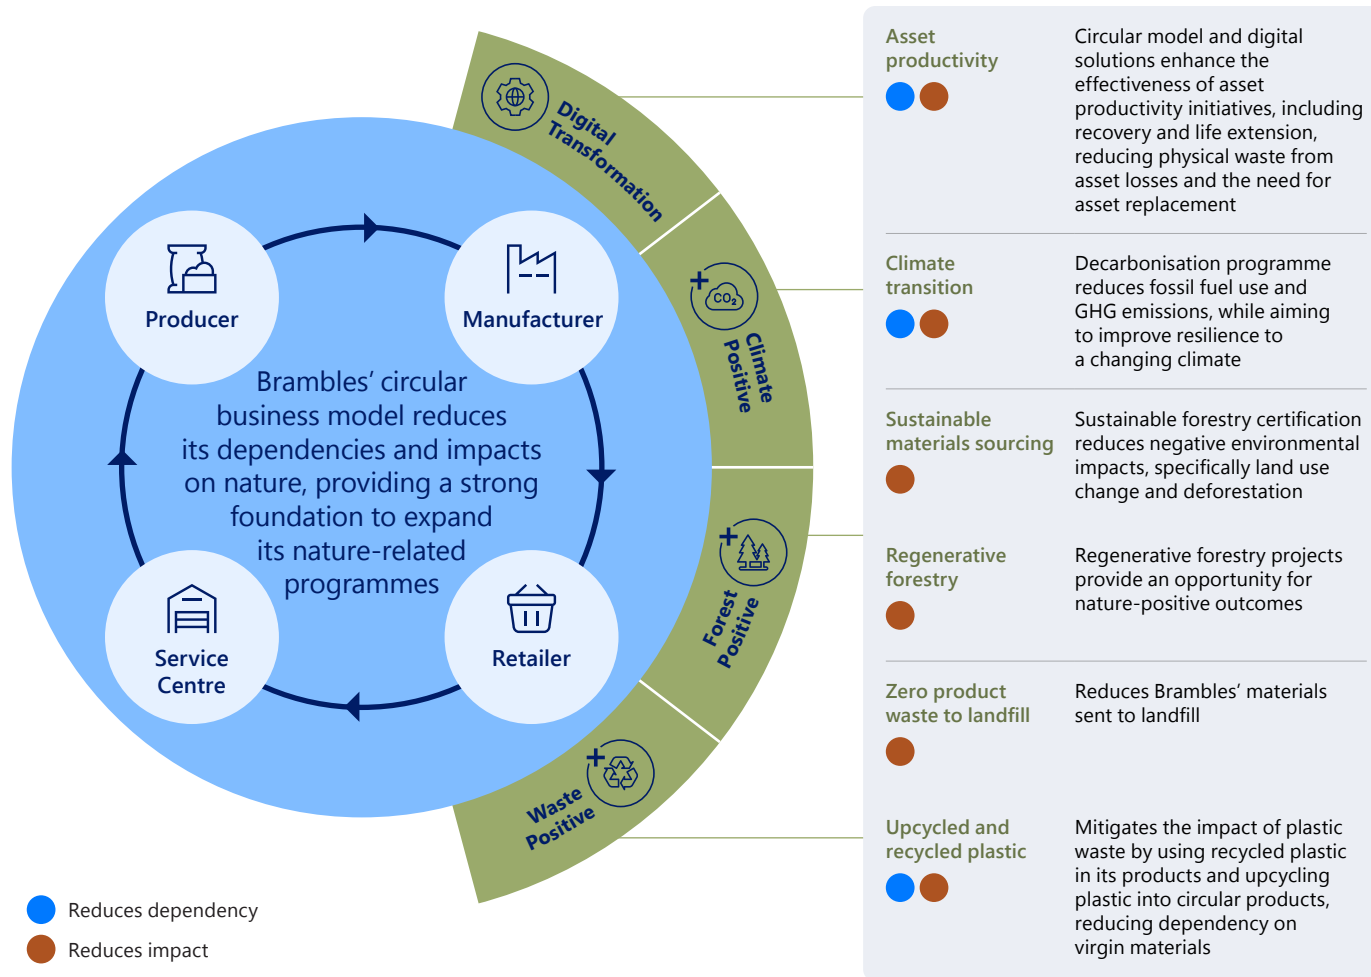 Producer
Manufacturer
Brambles’ circular
business model reduces
its dependencies and impacts
on nature, providing a strong
foundation to expand
its nature-related
programmes
Service
Centre
Retailer
Digital
Transformation
CO₂
Climate
Positive
Forest
Positive
Waste
Positive
Asset
productivity
Circular model and digital
solutions enhance the
effectiveness of asset
productivity initiatives, including
recovery and life extension,
reducing physical waste from
asset losses and the need for
asset replacement
Climate
transition
Decarbonisation programme
reduces fossil fuel use and
GHG emissions, while aiming
to improve resilience to
a changing climate
Sustainable
materials sourcing
Sustainable forestry certification
reduces negative environmental
impacts, specifically land use
change and deforestation
Regenerative
forestry
Regenerative forestry projects
provide an opportunity for
nature-positive outcomes
Zero product
waste to landfill
Reduces Brambles’ materials
sent to landfill
Upcycled and
recycled plastic
Mitigates the impact of plastic
waste by using recycled plastic
in its products and upcycling
plastic into circular products,
reducing dependency on
virgin materials
Reduces dependency
Reduces impact